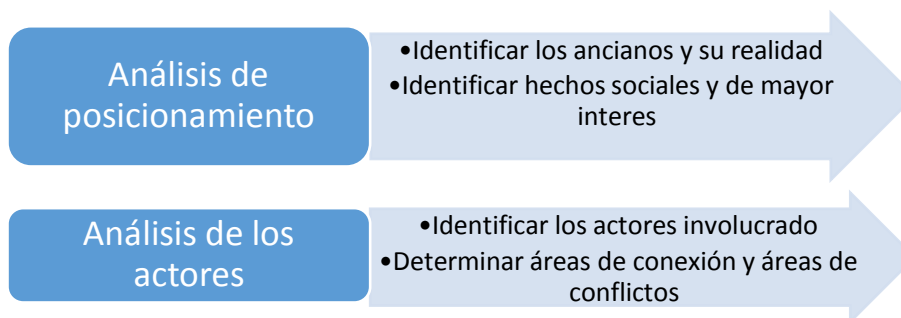 Análisis de
posicionamiento
•Identificar los ancianos y su realidad
•Identificar hechos sociales y de mayor
interes
Análisis de los
actores
•Identificar los actores involucrado
•Determinar áreas de conexión y áreas de
conflictos